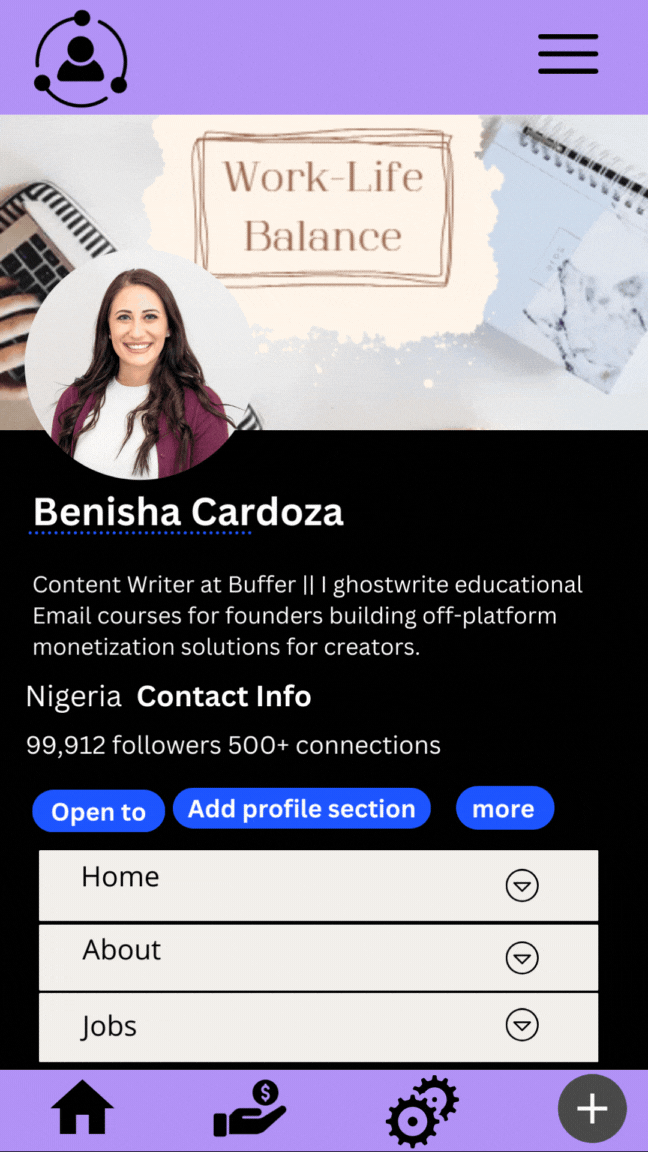 Work-Life
Balance
Benisha Cardoza
Content Writer at Buffer || I ghostwrite educational
Email courses for founders building off-platform
monetization solutions for creators.
Nigeria Contact Info
99,912 followers 500+ connections
Open to Add profile section more
Home
About
Jobs
$
+